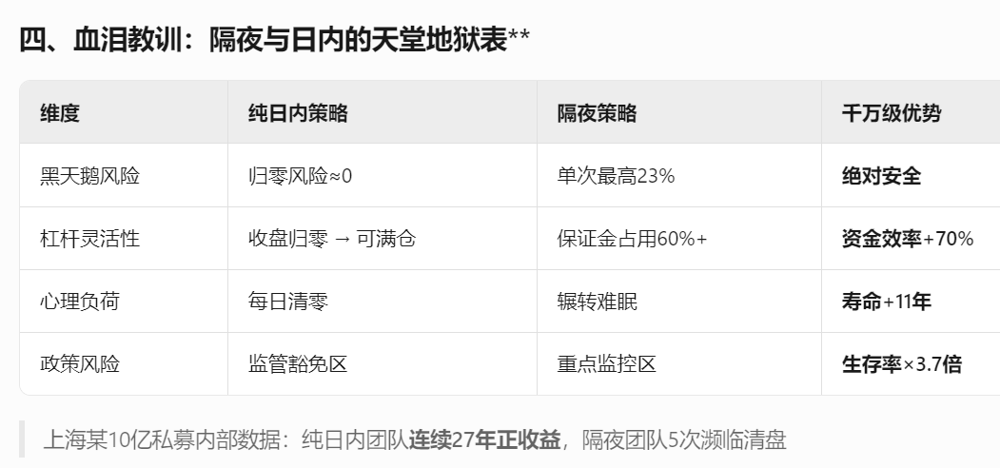 四、血泪教训：隔夜与日内的天堂地狱表**
维度 纯日内策略 隔夜策略 千万级优势
黑天鹅风险 归零风险≈0 单次最高23% 绝对安全
杠杆灵活性 收盘归零 → 可满仓 保证金占用60%+ 资金效率+70%
心理负荷 每日清零 辗转难眠 寿命+11年
政策风险 监管豁免区 重点监控区 生存率×3.7倍
上海某10亿私募内部数据：纯日内团队连续27年正收益，隔夜团队5次濒临清盘